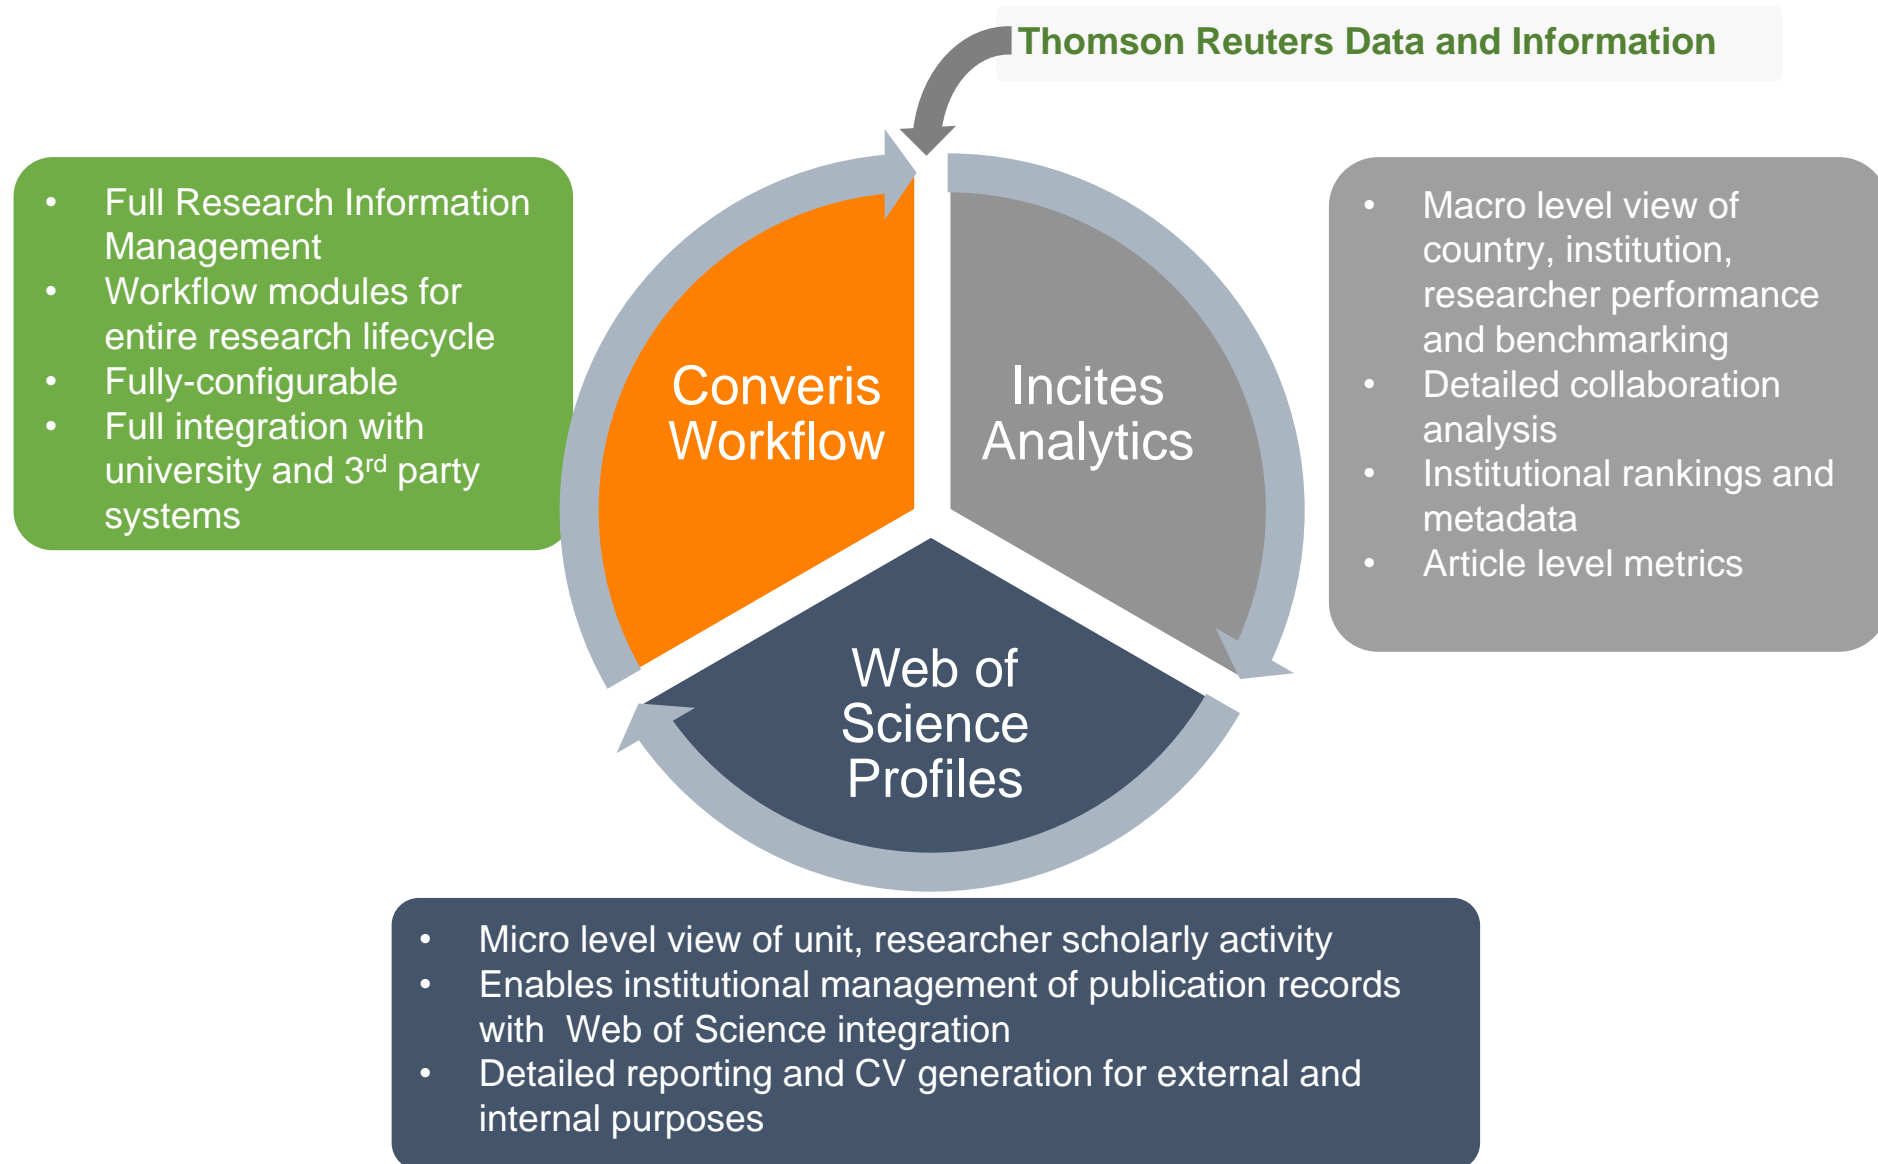 Thomson Reuters Data and Information
• Full Research Information
Management
• Workflow modules for
entire research lifecycle
• Fully-configurable
• Full integration with
university and 3rd party
systems
Converis
Workflow
Incites
Analytics
• Macro level view of
country, institution,
researcher performance
and benchmarking
• Detailed collaboration
analysis
• Institutional rankings and
metadata
• Article level metrics
Web of
Science
Profiles
• Micro level view of unit, researcher scholarly activity
• Enables institutional management of publication records
with  Web of Science integration
• Detailed reporting and CV generation for external and
internal purposes